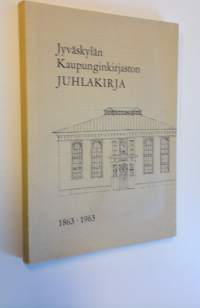 Jyväskylän
Kaupunginkirjaston
JUHLAKIRJA
1863 · 1963